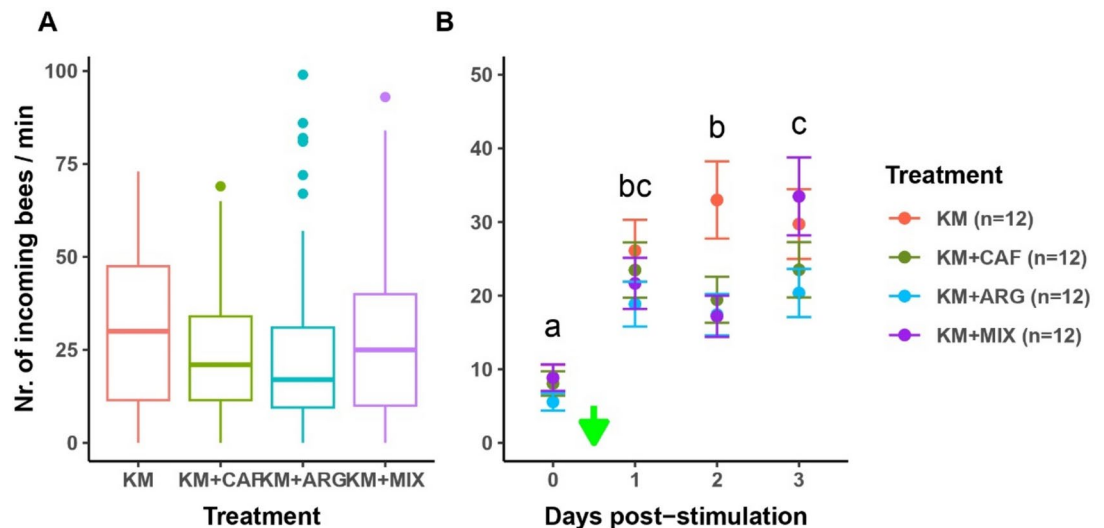 A
Nr. of incoming bees / min
100
75
50
25
0
KM KM+CAF KM+ARG KM+MIX
Treatment
B
50
40
30
20
10
0
a
bc
b
c
0 1 2 3
Days post-stimulation
Treatment
KM (n=12)
KM+CAF (n=12)
KM+ARG (n=12)
KM+MIX (n=12)